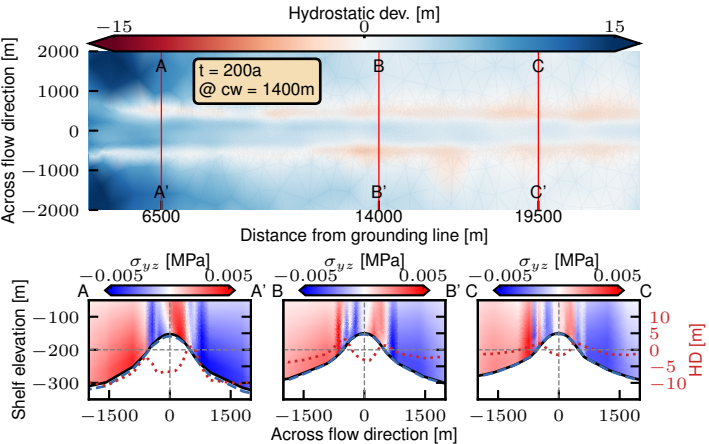 Hydrostatic dev. [m]
−15 0 15
Across flow direction [m]
2000
1000
0
−1000
−2000
t = 200a
@ cw = 1400m
A B C
A' B' C'
6500 14000 19500
Distance from grounding line [m]
σyz [MPa] σyz [MPa] σyz [MPa]
−0.005 0.005 −0.005 0.005 −0.005 0.005
A A' B B' C C
Shelf elevation [m]
−100
−200
−300
10
5
0
−5
−10
HD [m]
−1500 0 1500 −1500 0 1500 −1500 0 1500
Across flow direction [m]